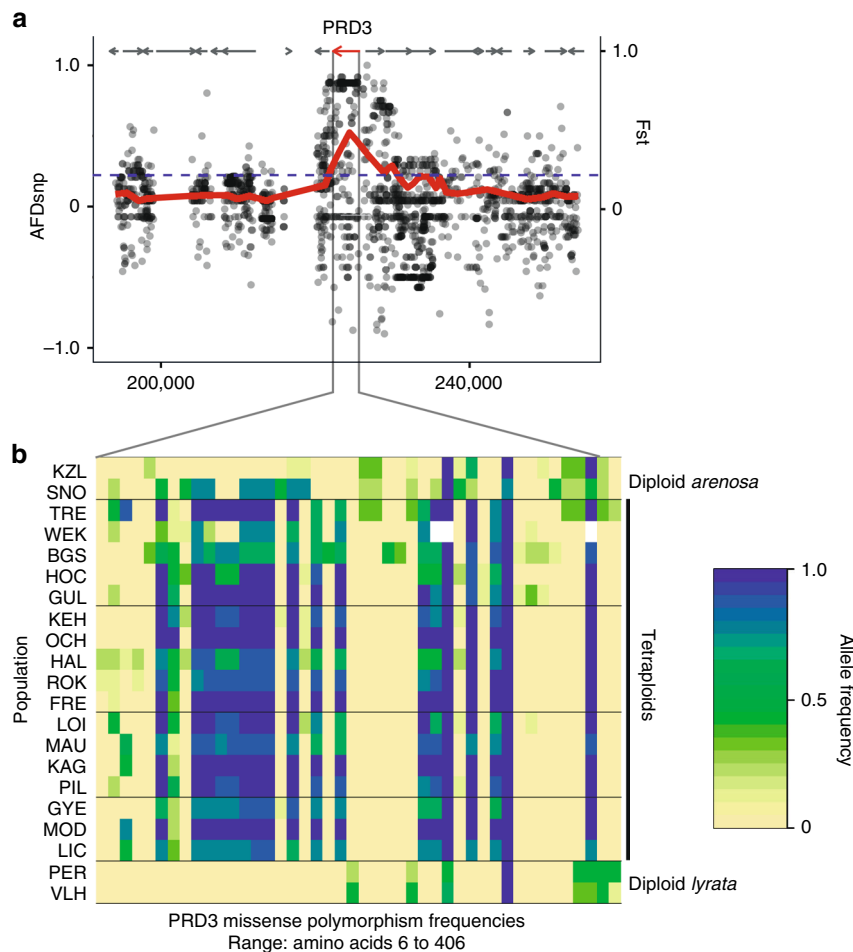 a
PRD3
1.0
0
−1.0
AFDsnp
1.0
0
Fst
200,000
240,000
b
KZL
SNO
TRE
WEK
BGS
HOC
GUL
KEH
OCH
HAL
ROK
FRE
LOI
MAU
KAG
PIL
GYE
MOD
LIC
PER
VLH
Population
Diploid arenosa
Tetraploids
Diploid lyrata
1.0
0.5
0
Allele frequency
PRD3 missense polymorphism frequencies
Range: amino acids 6 to 406